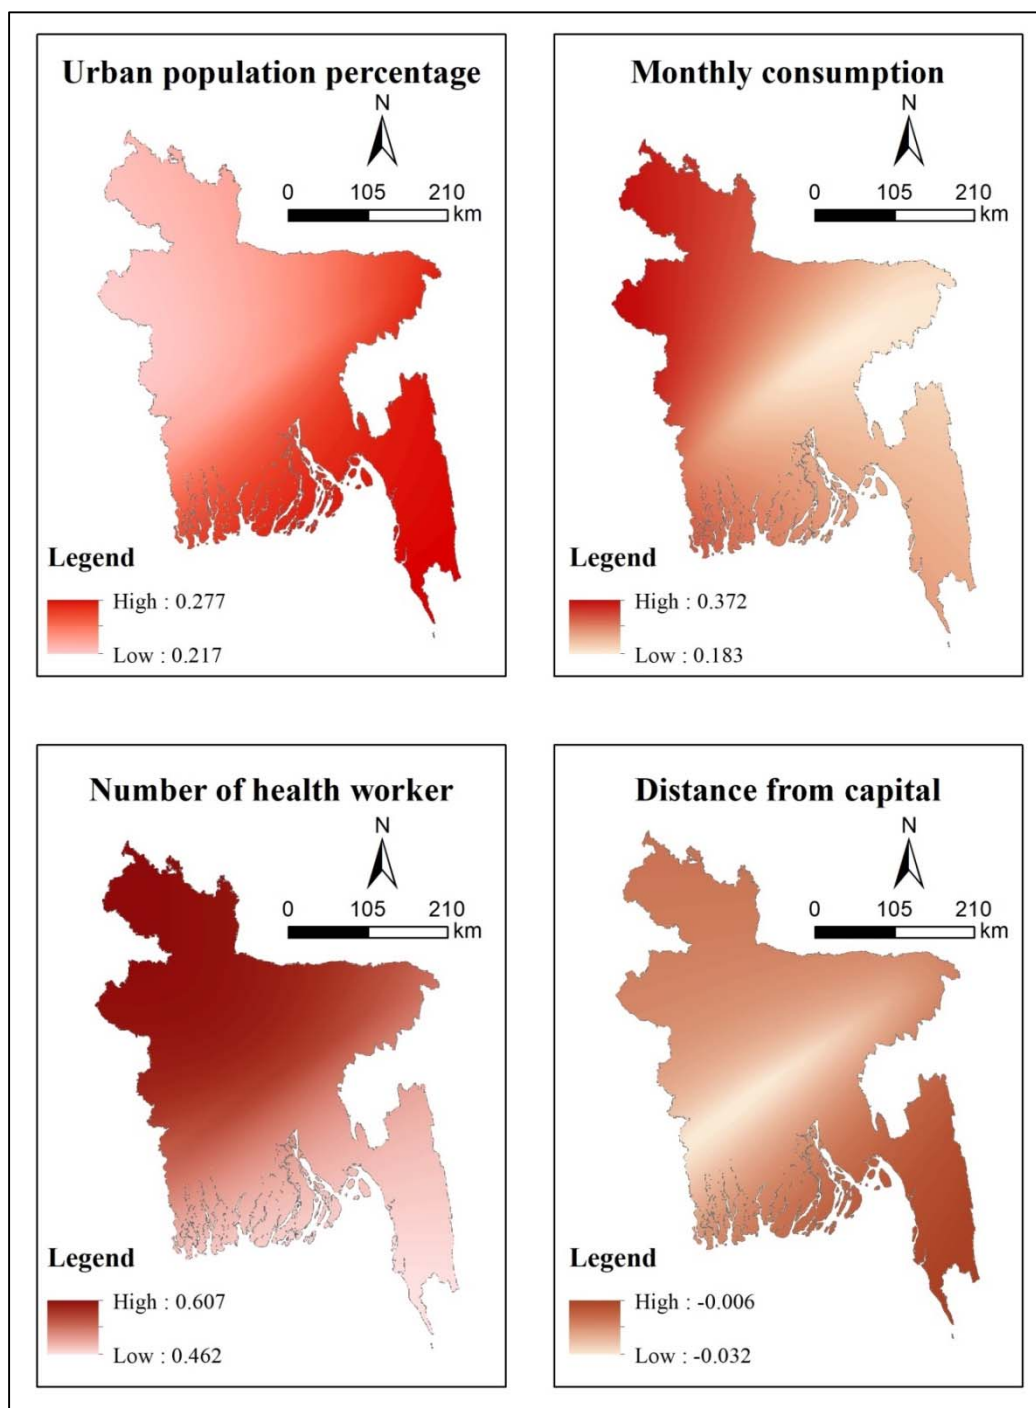 Urban population percentage
N
0 105 210
km
Legend
High : 0.277
Low : 0.217
Monthly consumption
N
0 105 210
km
Legend
High : 0.372
Low : 0.183
Number of health worker
N
0 105 210
km
Legend
High : 0.607
Low : 0.462
Distance from capital
N
0 105 210
km
Legend
High : -0.006
Low : -0.032